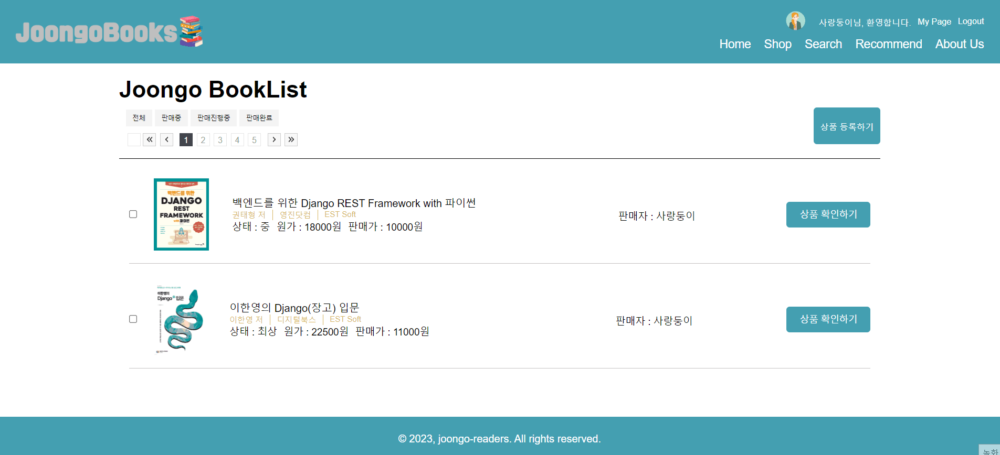 JoongoBooks
사랑둥이님, 환영합니다. My Page Logout
Home Shop Search Recommend About Us
Joongo BookList
전체 판매중 판매진행중 판매완료
상품 등록하기
« ‹ 1 2 3 4 5 › »
백엔드를 위한
DJANGO
REST
FRAMEWORK
with 파이썬
백엔드를 위한 Django REST Framework with 파이썬
권태형 저 영진닷컴 EST Soft
상태 : 중 원가 : 18000원 판매가 : 10000원
판매자 : 사랑둥이
상품 확인하기
이한영의
Django 입문
이한영의 Django(장고) 입문
이한영 저 디지털북스 EST Soft
상태 : 최상 원가 : 22500원 판매가 : 11000원
판매자 : 사랑둥이
상품 확인하기
© 2023, joongo-readers. All rights reserved.
녹화